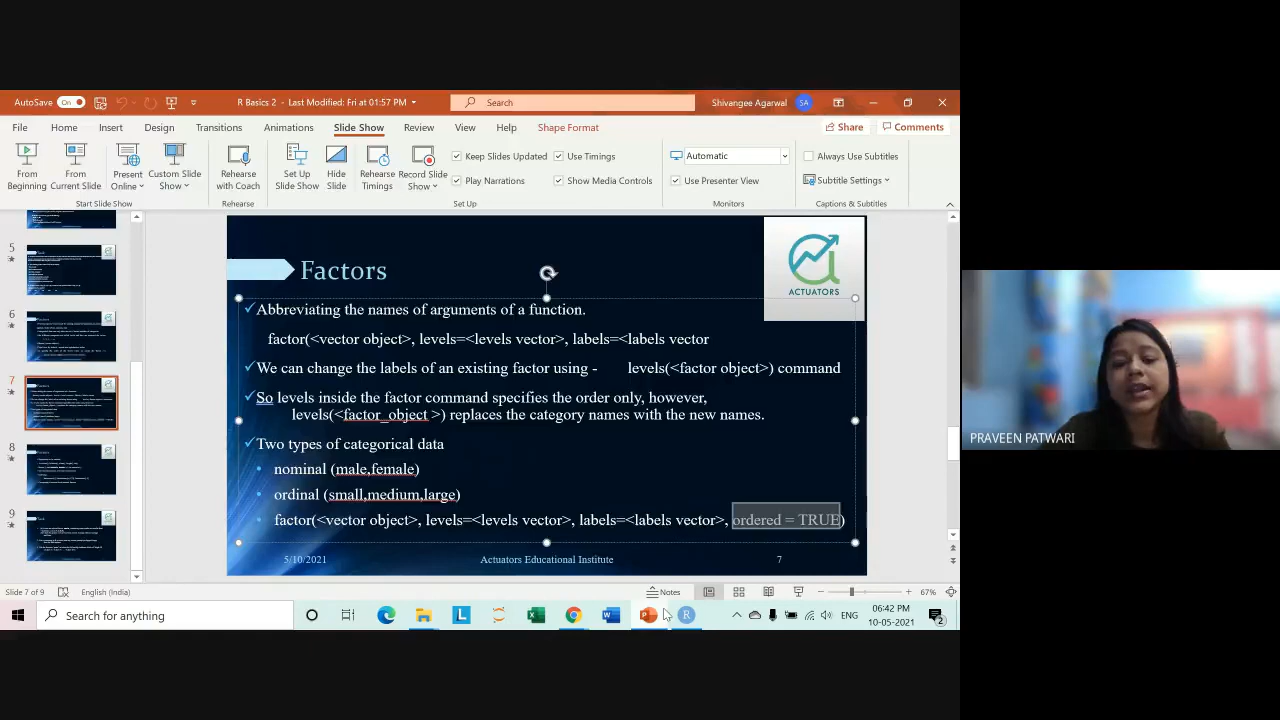 AutoSave On R Basics 2 - Last Modified: Fri at 01:57 PM Search Shivangee Agarwal SA
File Home Insert Design Transitions Animations Slide Show Review View Help Shape Format Share Comments
From Beginning
From Current Slide
Present Online
Custom Slide Show
Rehearse with Coach
Set Up Slide Show
Hide Slide
Rehearse Timings
Record Slide Show
Keep Slides Updated
Use Timings
Play Narrations
Show Media Controls
Automatic
Use Presenter View
Always Use Subtitles
Subtitle Settings
Start Slide Show Rehearse Set Up Monitors Captions & Subtitles
5
6
7
8
9
Factors
ACTUATORS
Abbreviating the names of arguments of a function.
factor(<vector object>, levels=<levels vector>, labels=<labels vector
We can change the labels of an existing factor using - levels(<factor object>) command
So levels inside the factor command specifies the order only, however,
levels(<factor_object >) replaces the category names with the new names.
Two types of categorical data
nominal (male,female)
ordinal (small,medium,large)
factor(<vector object>, levels=<levels vector>, labels=<labels vector>, ordered = TRUE)
5/10/2021 Actuators Educational Institute 7
PRAVEEN PATWARI
Slide 7 of 9 English (India) Notes 67%
Search for anything ENG 06:42 PM
10-05-2021 2